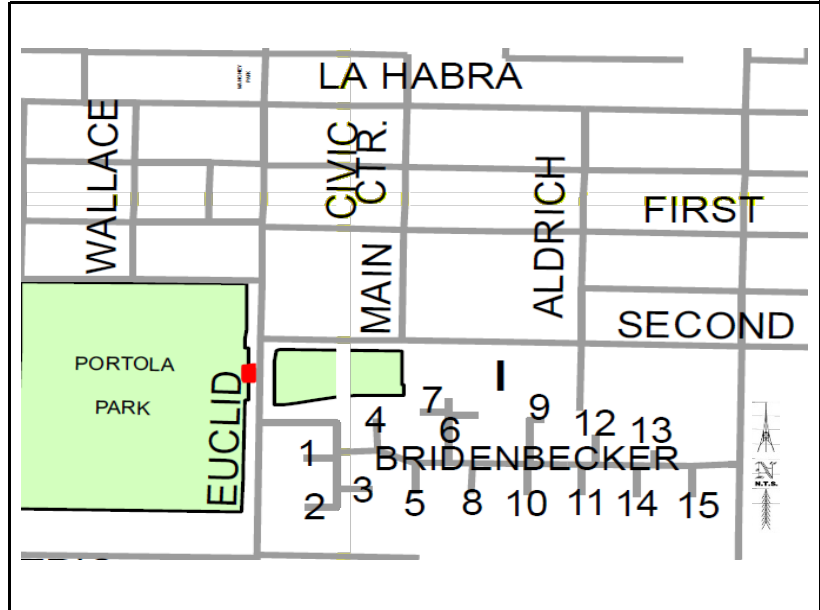 LA HABRA
WALLACE
CIVIC
CTR.
FIRST
ALDRICH
MAIN
SECOND
PORTOLA
PARK
EUCLID
I
7
9
4
6
12
13
1
BRIDENBECKER
3
2
5
8
10
11
14
15
N
N.T.S.